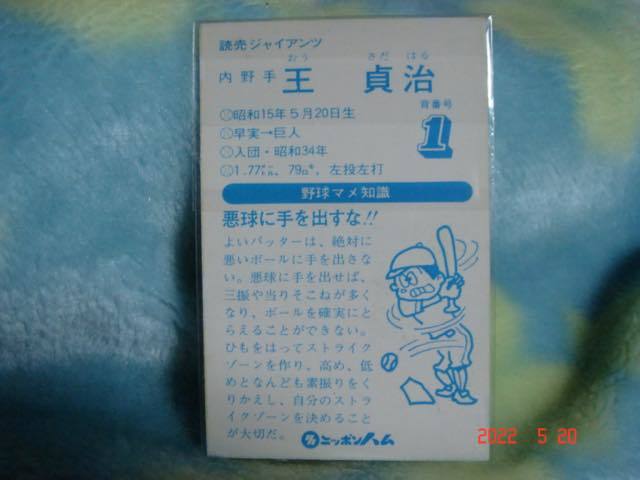 読売ジャイアンツ
おう　さだ　はる
内野手 王　貞治
背番号
1
昭和15年5月20日生
早実→巨人
入団・昭和34年
1.77メートル、79キロ、左投左打
野球マメ知識
悪球に手を出すな!!
よいバッターは、絶対に
悪いボールに手を出さな
い。悪球に手を出せば、
三振や当りそこねが多く
なり、ボールを確実にと
らえることができない。
ひもをはってストライク
ゾーンを作り、高め、低
めとなんども素振りをく
りかえし、自分のストラ
イクゾーンを決めること
が大切だ。
ニッポンハム
2022 5 20